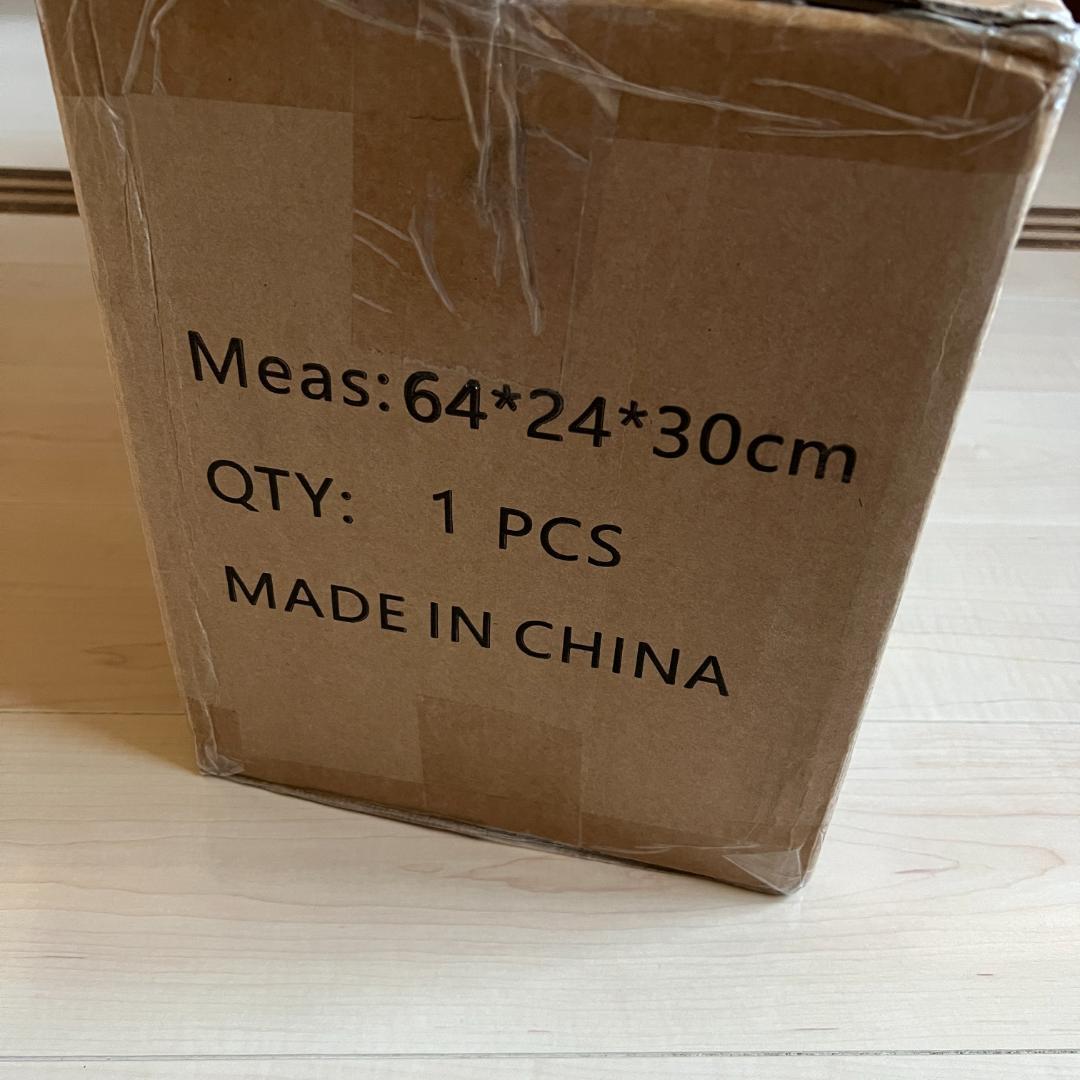 Meas:64*24*30cm
QTY: 1 PCS
MADE IN CHINA